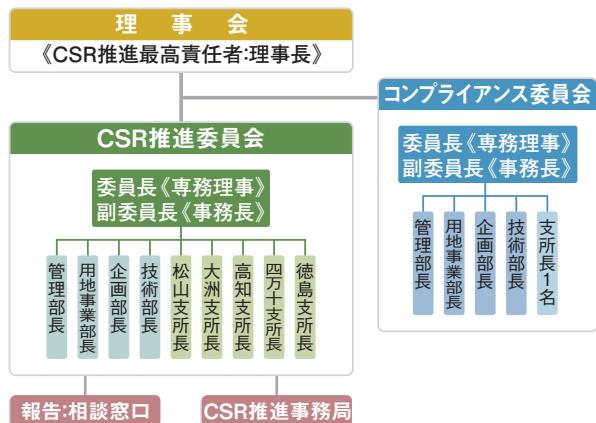 理事会
《CSR推進最高責任者:理事長》
コンプライアンス委員会
委員長《専務理事》
副委員長《事務長》
管理部長
用地事業部長
企画部長
技術部長
支所長1名
CSR推進委員会
委員長《専務理事》
副委員長《事務長》
管理部長
用地事業部長
企画部長
技術部長
松山支所長
大洲支所長
高知支所長
四万十支所長
徳島支所長
報告:相談窓口
CSR推進事務局